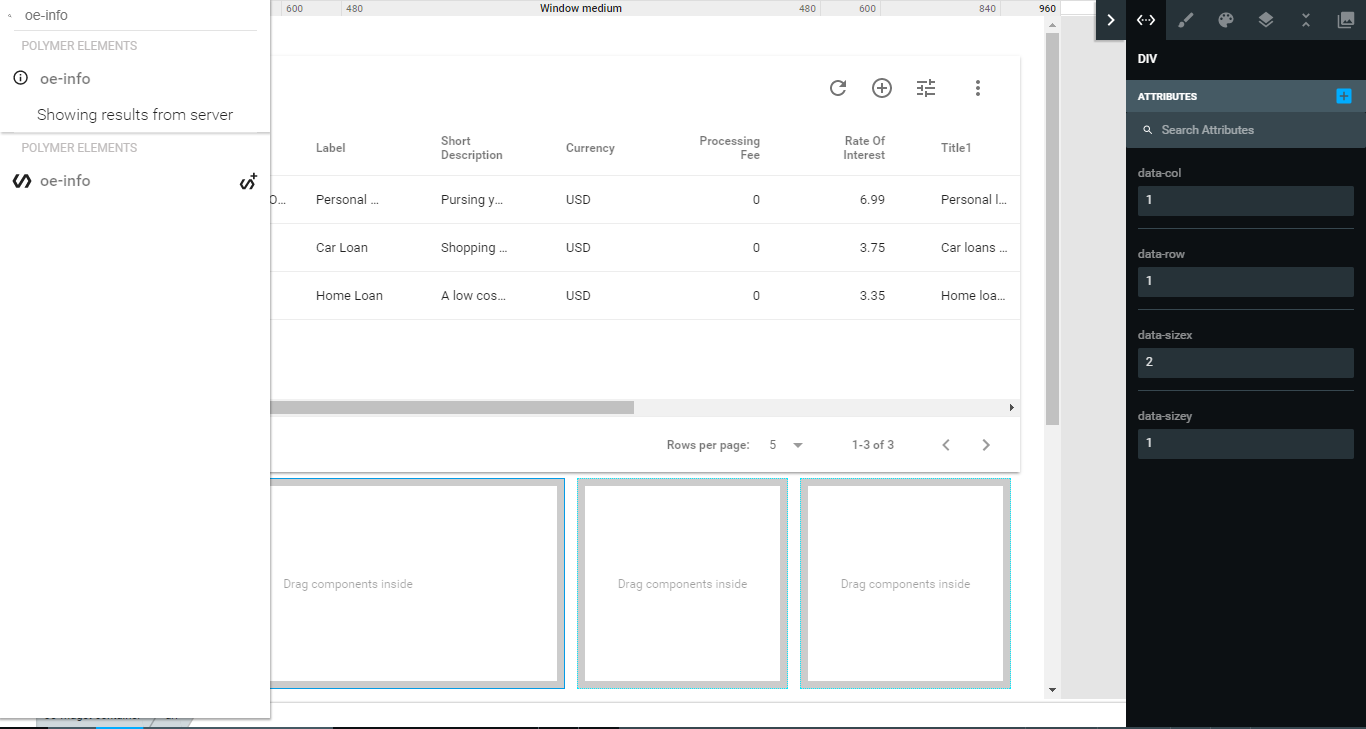 oe-info
POLYMER ELEMENTS
oe-info
Showing results from server
POLYMER ELEMENTS
oe-info
600 480 Window medium 480 600 840 960
Label Short Description Currency Processing Fee Rate Of Interest Title1
O... Personal ... Pursing y... USD 0 6.99 Personal l...
Car Loan Shopping ... USD 0 3.75 Car loans ...
Home Loan A low cos... USD 0 3.35 Home loa...
Rows per page: 5 1-3 of 3
Drag components inside Drag components inside Drag components inside
DIV
ATTRIBUTES
Search Attributes
data-col
1
data-row
1
data-sizex
2
data-sizey
1